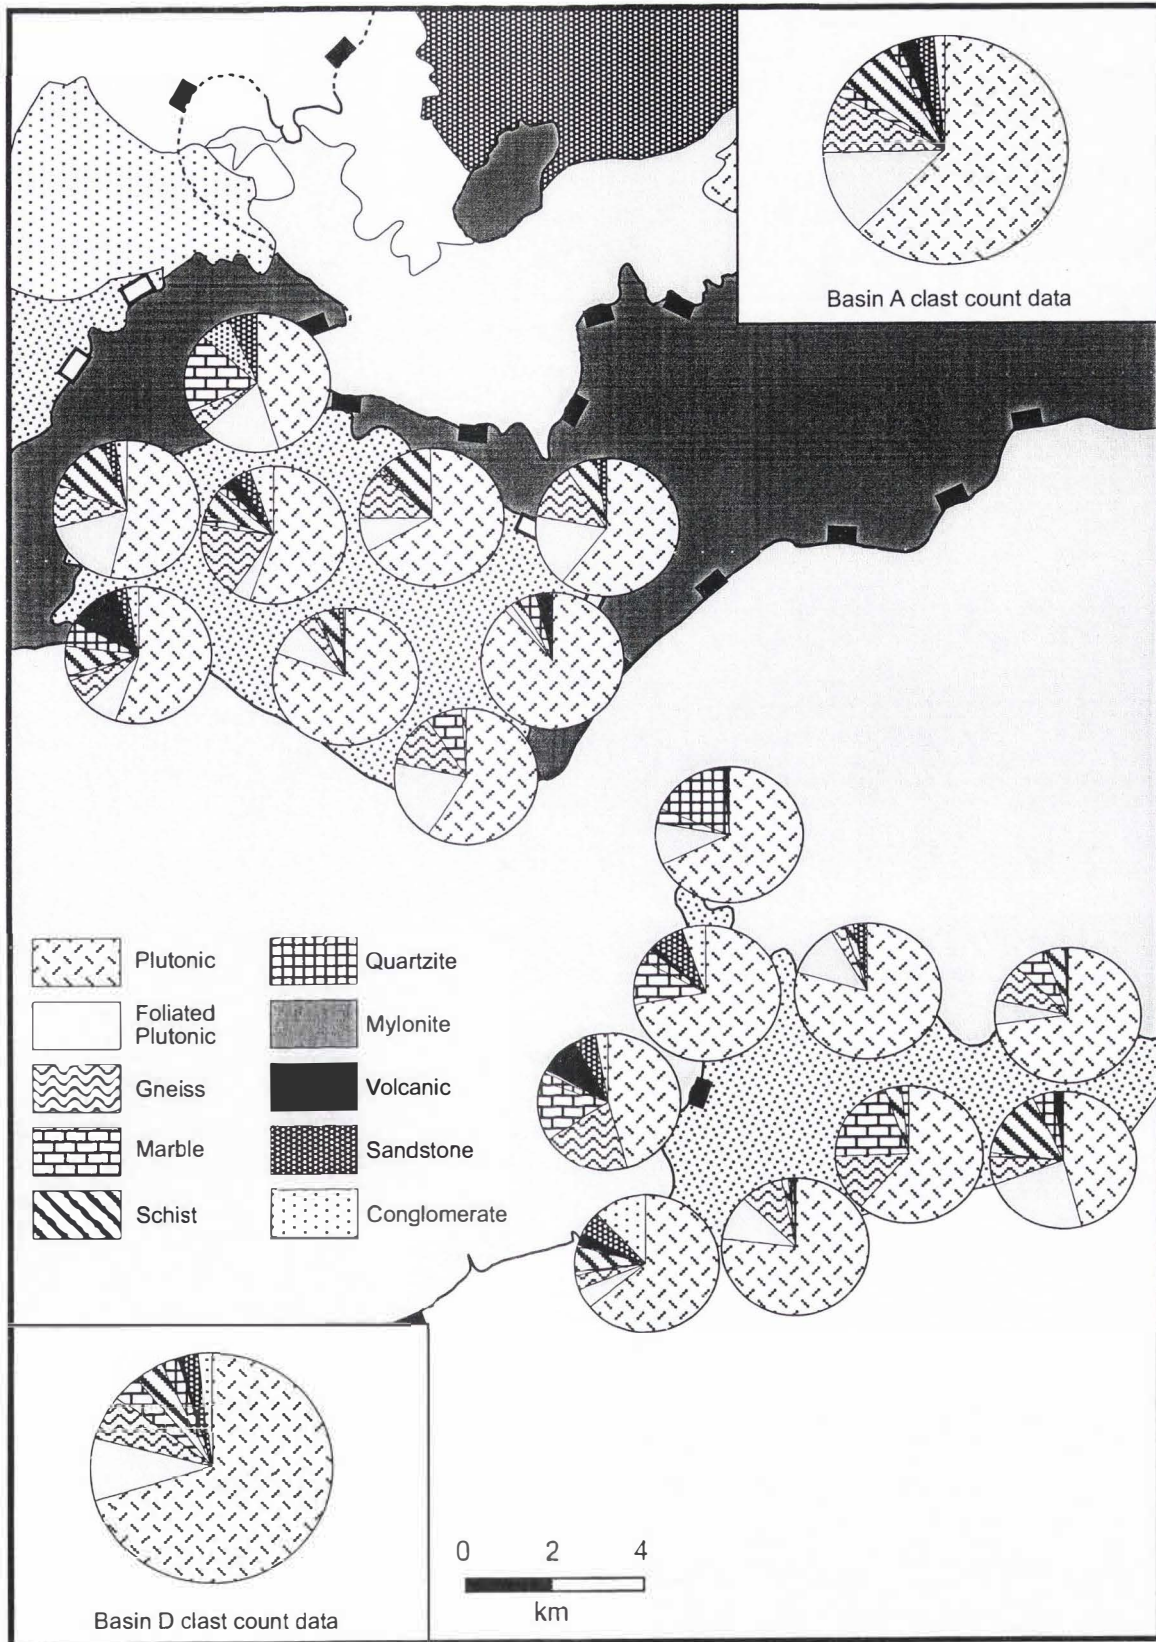 Basin A clast count data
Plutonic
Foliated
Plutonic
Gneiss
Marble
Schist
Quartzite
Mylonite
Volcanic
Sandstone
Conglomerate
0 2 4
km
Basin D clast count data